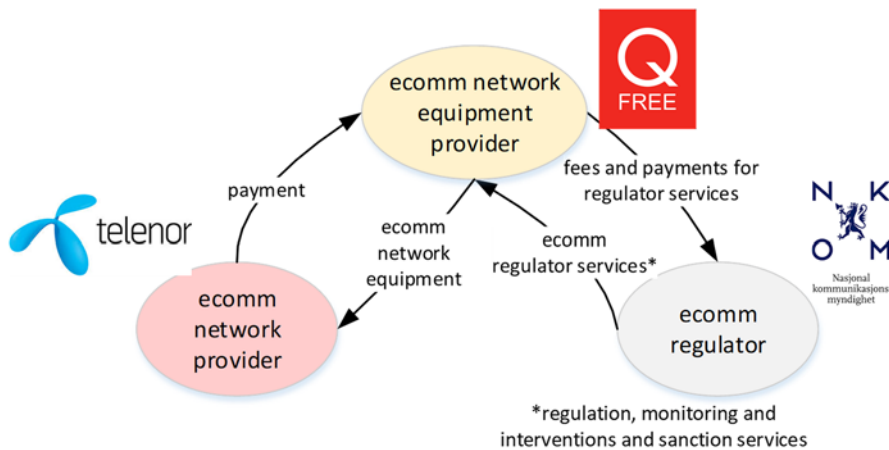 ecomm network
equipment
provider
Q
FREE
payment
fees and payments for
regulator services
telenor
ecomm
network
equipment
ecomm
regulator services*
N K
O M
Nasjonal
kommunikasjons
myndighet
ecomm
network
provider
ecomm
regulator
*regulation, monitoring and
interventions and sanction services